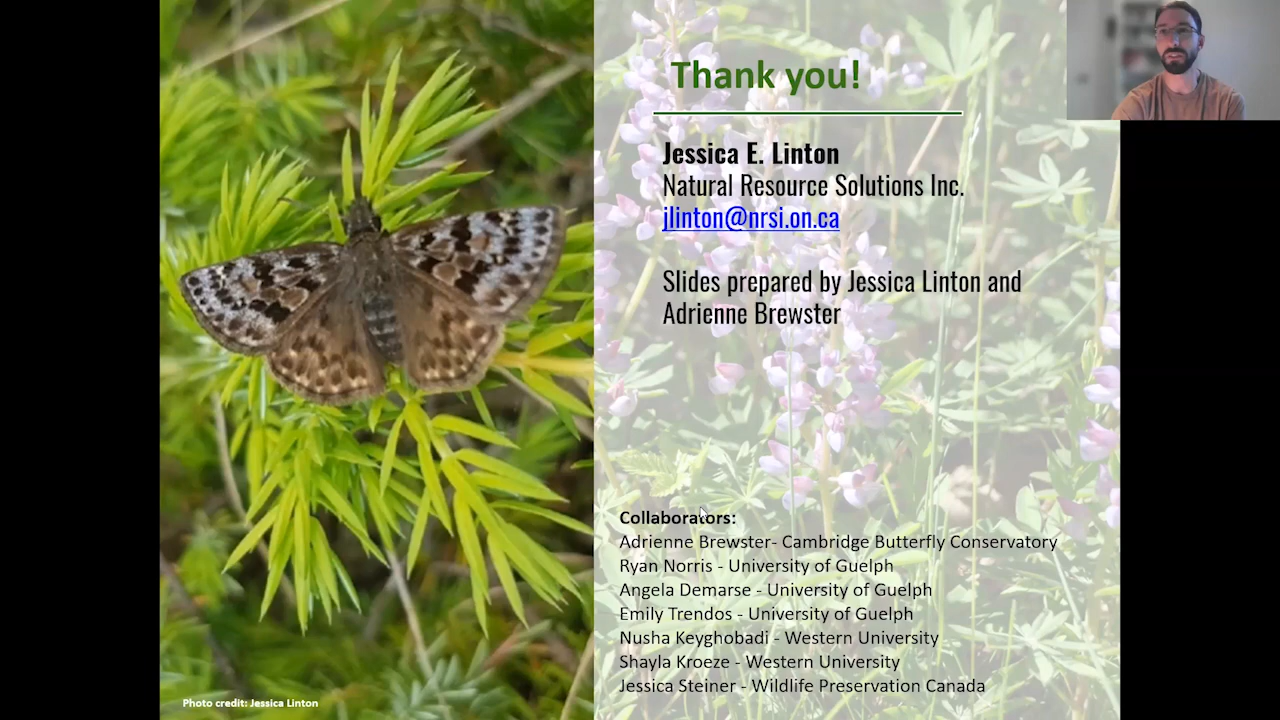 Thank you!
Jessica E. Linton
Natural Resource Solutions Inc.
jlinton@nrsi.on.ca
Slides prepared by Jessica Linton and
Adrienne Brewster
Collaborators:
Adrienne Brewster- Cambridge Butterfly Conservatory
Ryan Norris - University of Guelph
Angela Demarse - University of Guelph
Emily Trendos - University of Guelph
Nusha Keyghobadi - Western University
Shayla Kroeze - Western University
Jessica Steiner - Wildlife Preservation Canada
Photo credit: Jessica Linton